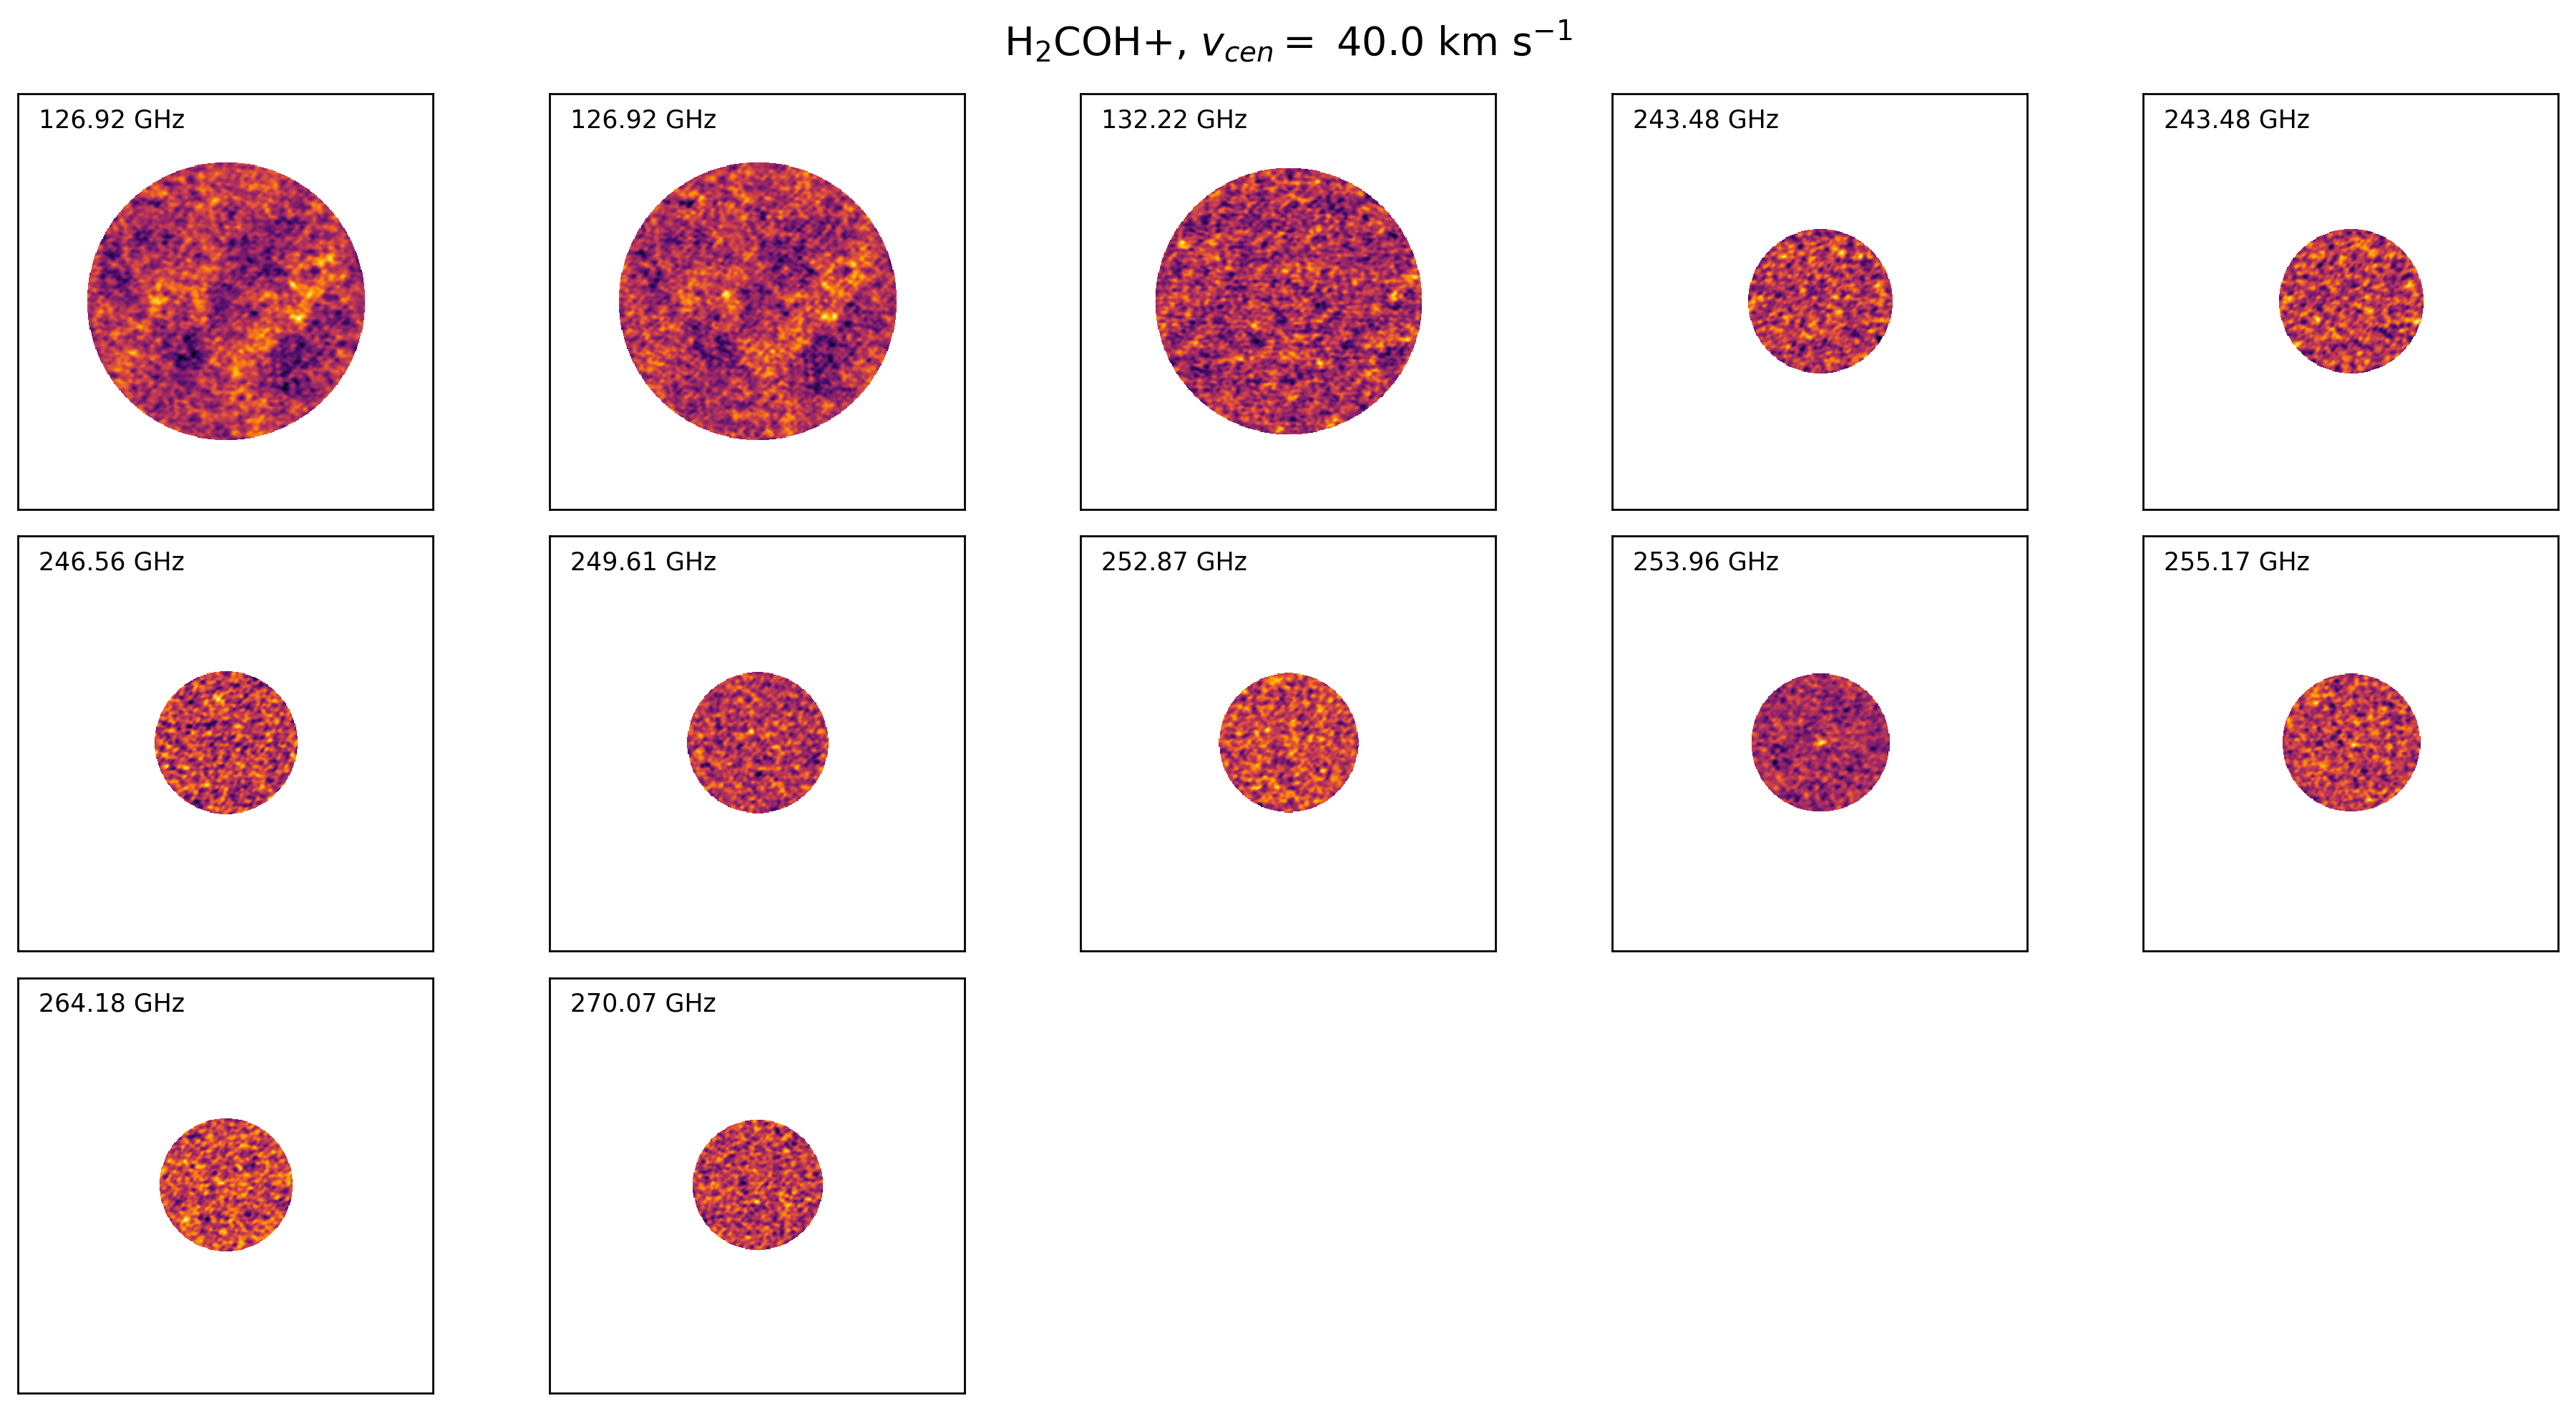 H₂COH+, v_cen = 40.0 km s⁻¹
126.92 GHz
126.92 GHz
132.22 GHz
243.48 GHz
243.48 GHz
246.56 GHz
249.61 GHz
252.87 GHz
253.96 GHz
255.17 GHz
264.18 GHz
270.07 GHz